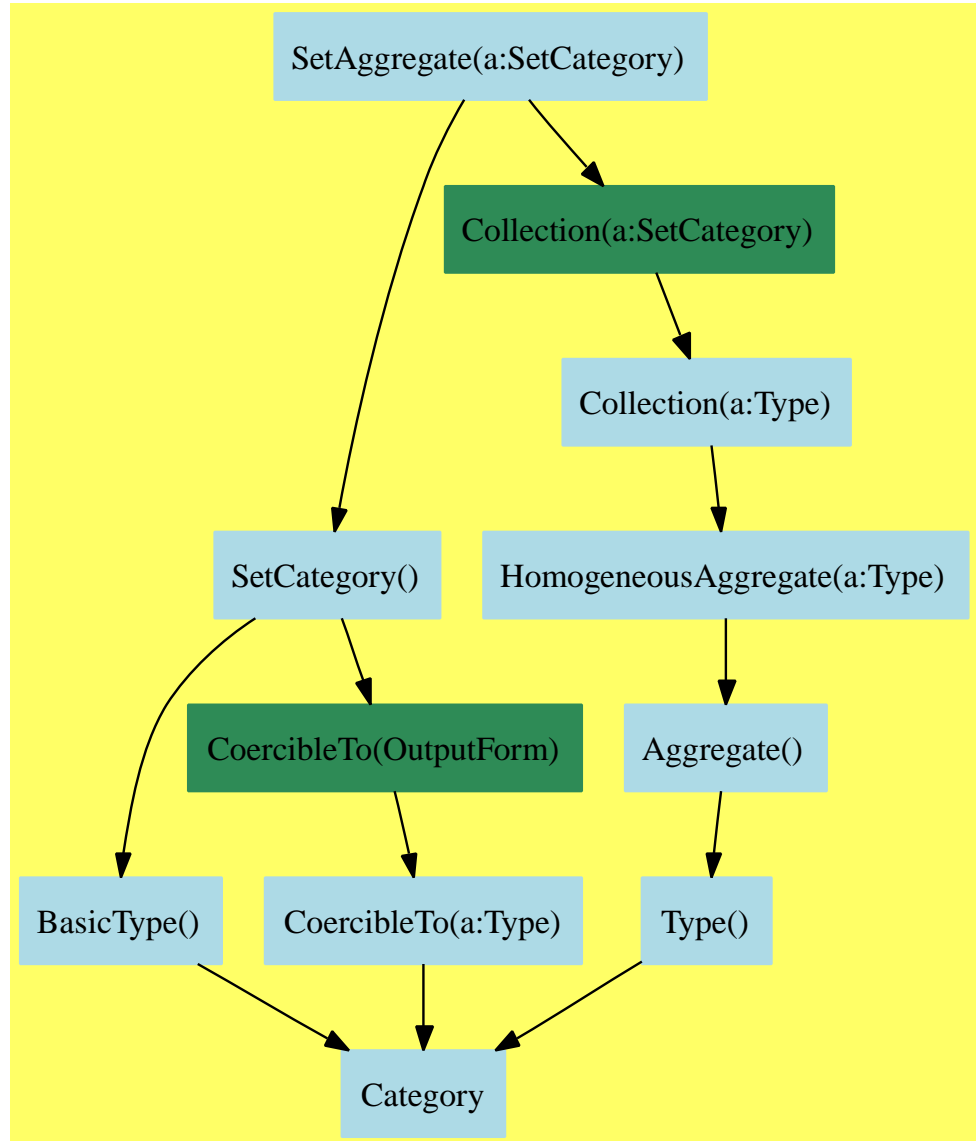 SetAggregate(a:SetCategory)
Collection(a:SetCategory)
Collection(a:Type)
SetCategory()
HomogeneousAggregate(a:Type)
CoercibleTo(OutputForm)
Aggregate()
BasicType()
CoercibleTo(a:Type)
Type()
Category